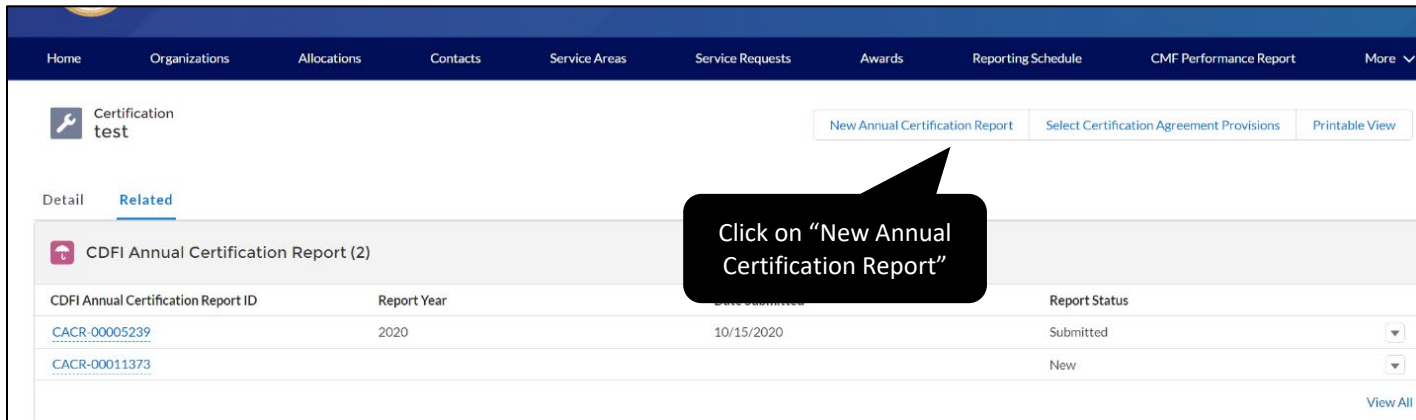 Home Organizations Allocations Contacts Service Areas Service Requests Awards Reporting Schedule CMF Performance Report More
Certification
test
New Annual Certification Report Select Certification Agreement Provisions Printable View
Detail Related
Click on “New Annual
Certification Report”
CDFI Annual Certification Report (2)
CDFI Annual Certification Report ID Report Year Date Submitted Report Status
CACR-00005239 2020 10/15/2020 Submitted
CACR-00011373 New
View All